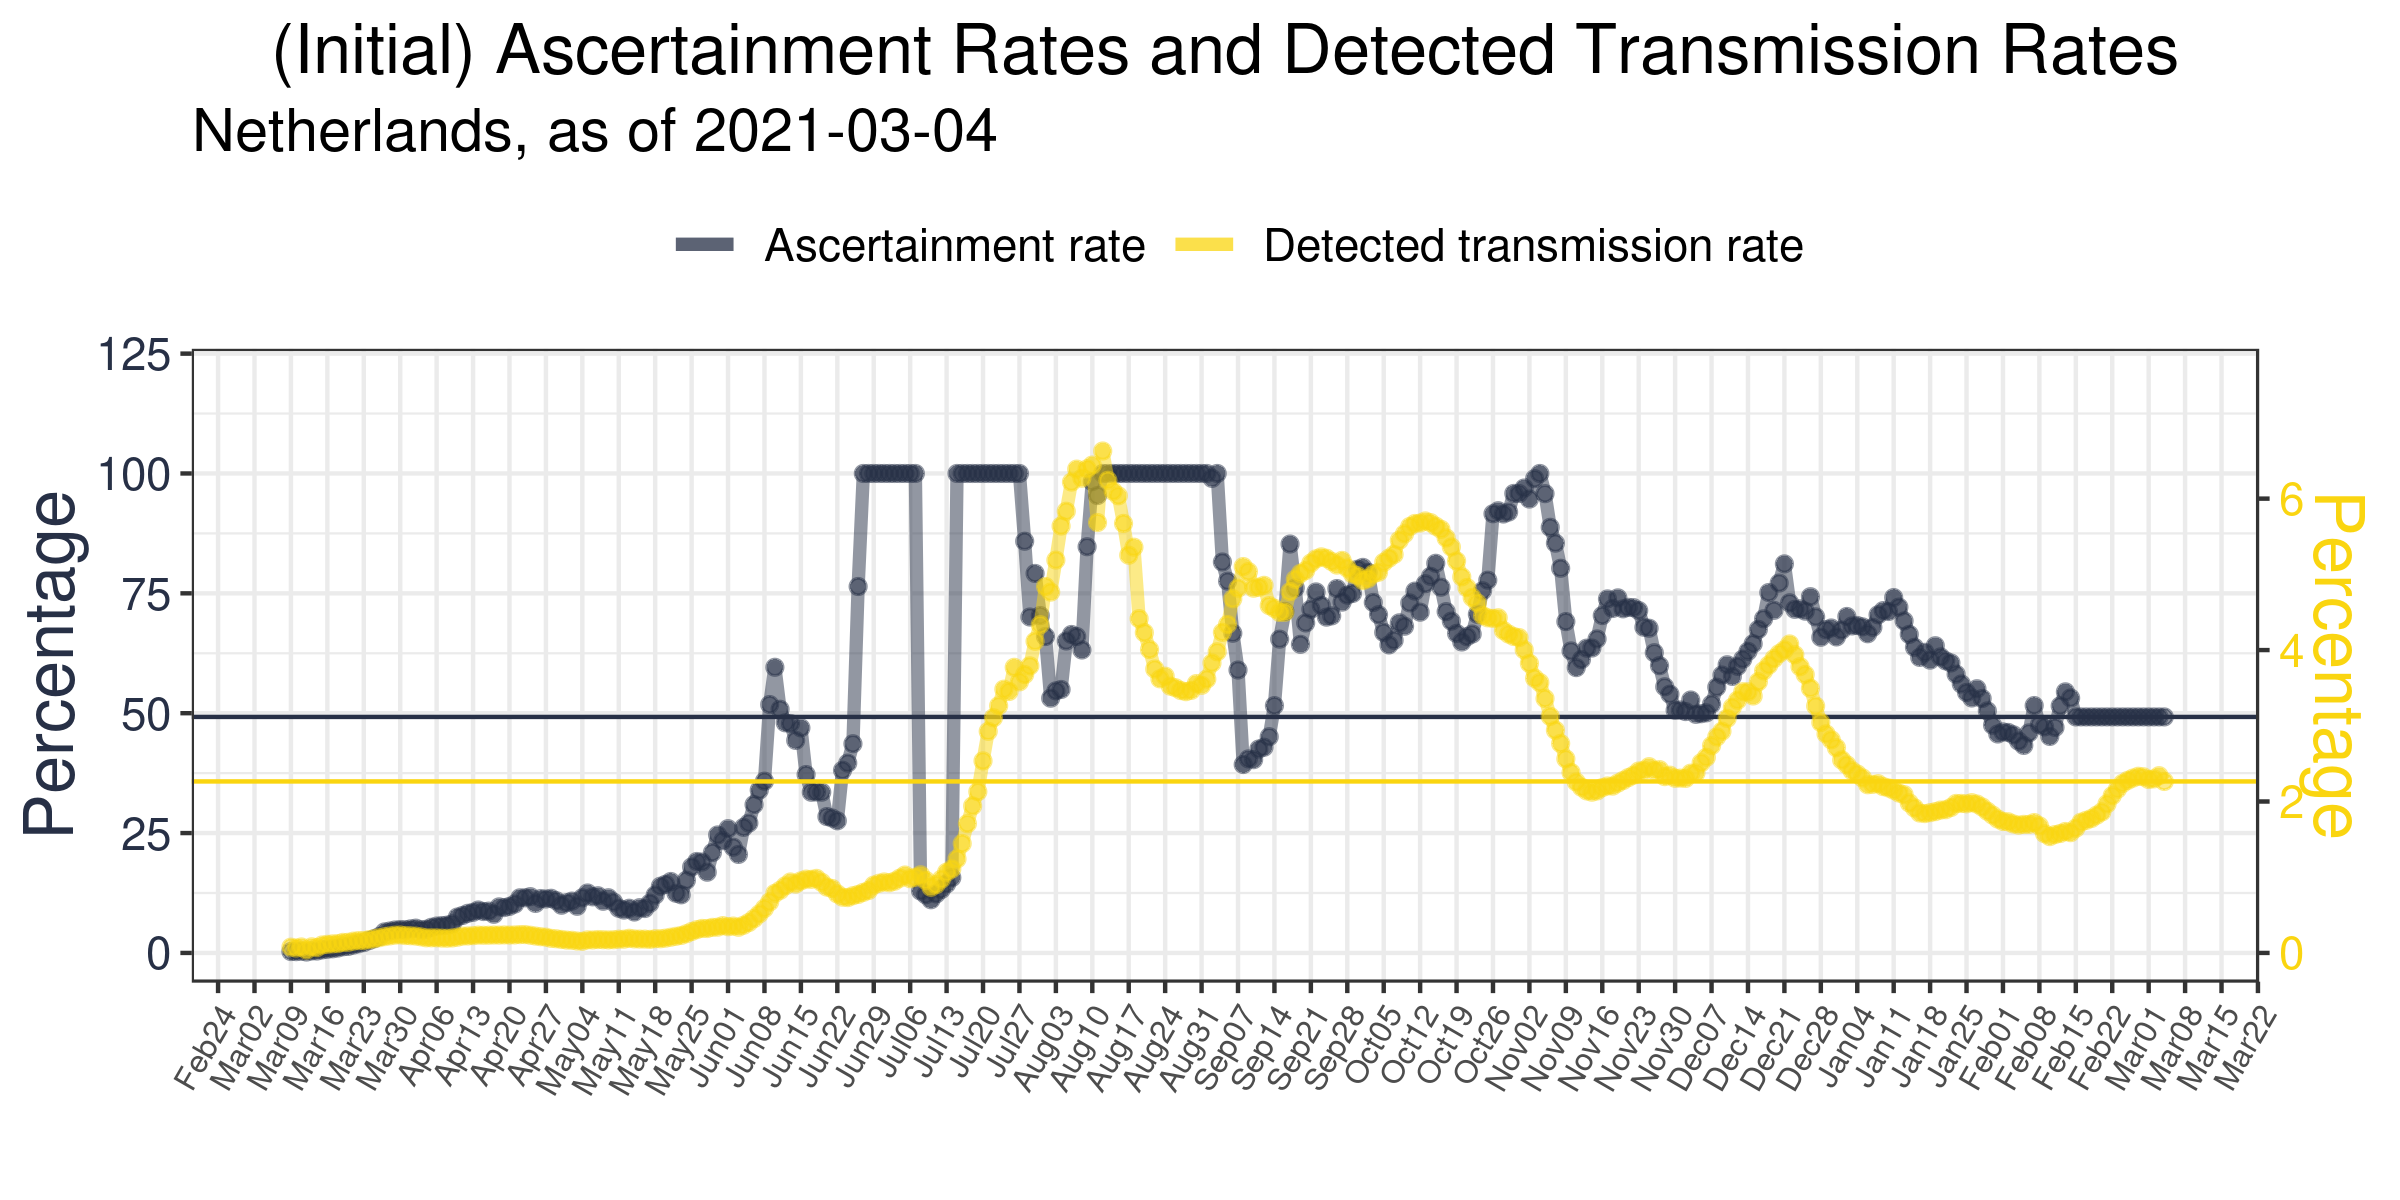 (Initial) Ascertainment Rates and Detected Transmission Rates
Netherlands, as of 2021-03-04
Ascertainment rate
Detected transmission rate
Percentage
125
100
75
50
25
0
6
4
2
0
Percentage
Feb24
Mar02
Mar09
Mar16
Mar23
Mar30
Apr06
Apr13
Apr20
Apr27
May04
May11
May18
May25
Jun01
Jun08
Jun15
Jun22
Jun29
Jul06
Jul13
Jul20
Jul27
Aug03
Aug10
Aug17
Aug24
Aug31
Sep07
Sep14
Sep21
Sep28
Oct05
Oct12
Oct19
Oct26
Nov02
Nov09
Nov16
Nov23
Nov30
Dec07
Dec14
Dec21
Dec28
Jan04
Jan11
Jan18
Jan25
Feb01
Feb08
Feb15
Feb22
Mar01
Mar08
Mar15
Mar22